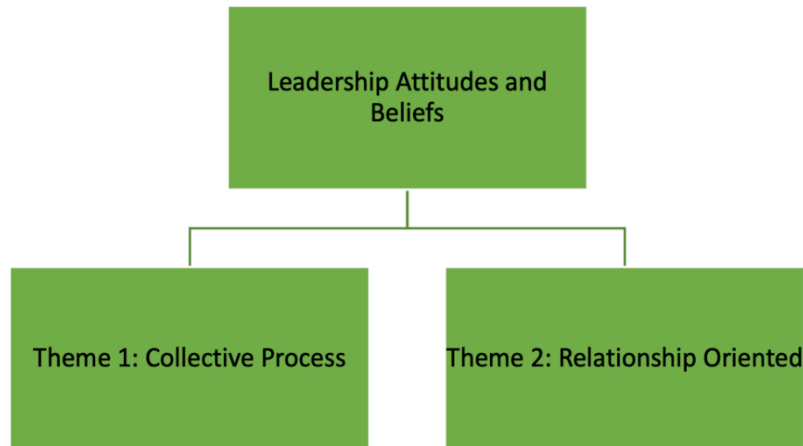 Leadership Attitudes and
Beliefs
Theme 1: Collective Process
Theme 2: Relationship Oriented